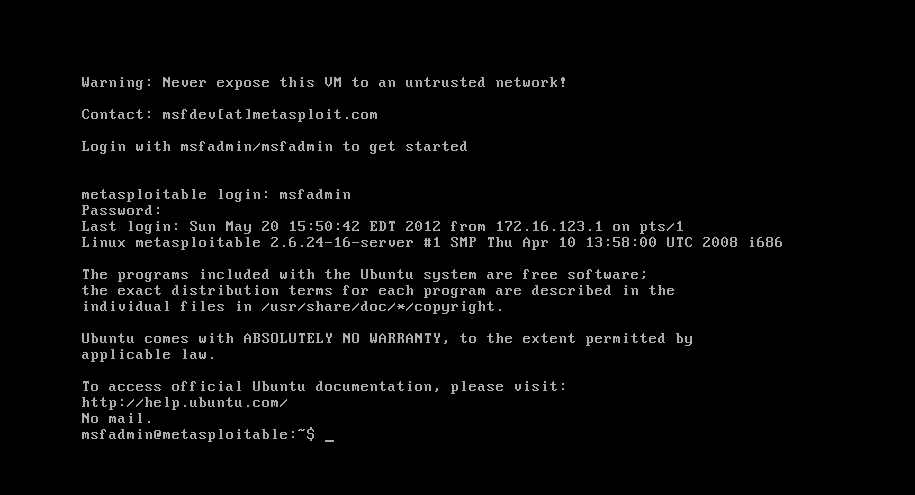 Warning: Never expose this VM to an untrusted network!
Contact: msfdev[at]metasploit.com
Login with msfadmin/msfadmin to get started
metasploitable login: msfadmin
Password:
Last login: Sun May 20 15:50:42 EDT 2012 from 172.16.123.1 on pts/1
Linux metasploitable 2.6.24-16-server #1 SMP Thu Apr 10 13:58:00 UTC 2008 i686
The programs included with the Ubuntu system are free software;
the exact distribution terms for each program are described in the
individual files in /usr/share/doc/*/copyright.
Ubuntu comes with ABSOLUTELY NO WARRANTY, to the extent permitted by
applicable law.
To access official Ubuntu documentation, please visit:
http://help.ubuntu.com/
No mail.
msfadmin@metasploitable:~$ _